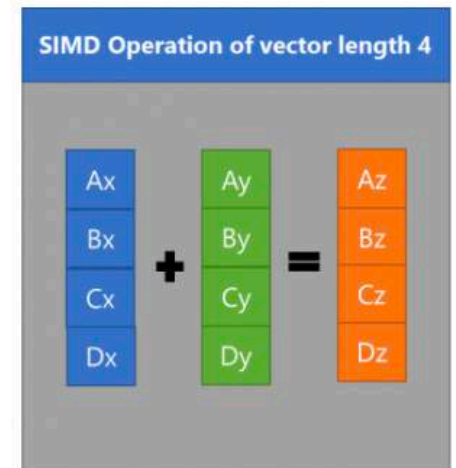 SIMD Operation of vector length 4
Ax Ay Az
Bx By Bz
Cx + Cy = Cz
Dx Dy Dz